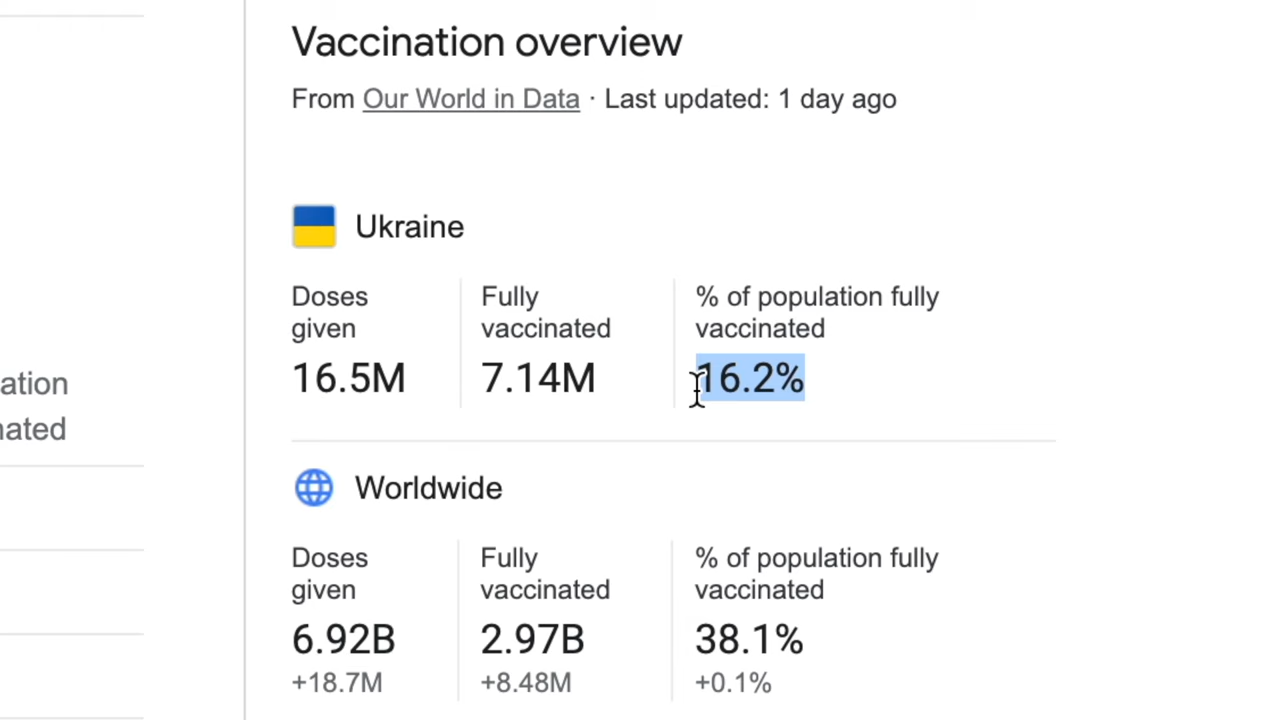 Vaccination overview
From Our World in Data · Last updated: 1 day ago
Ukraine
Doses given
16.5M
Fully vaccinated
7.14M
% of population fully vaccinated
16.2%
ation
nated
Worldwide
Doses given
6.92B
+18.7M
Fully vaccinated
2.97B
+8.48M
% of population fully vaccinated
38.1%
+0.1%